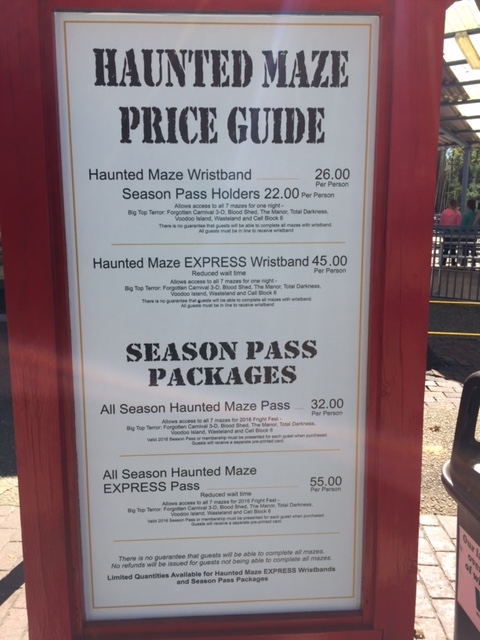 HAUNTED MAZE
PRICE GUIDE
Haunted Maze Wristband 26.00
Per Person
Season Pass Holders 22.00 Per Person
Allows access to all 7 mazes for one night -
Big Top Terror: Forgotten Carnival 3-D, Blood Shed, The Manor, Total Darkness,
Voodoo Island, Wasteland and Cell Block 6
There is no guarantee that guests will be able to complete all mazes with wristband.
All guests must be in line to receive wristband
Haunted Maze EXPRESS Wristband 45.00
Reduced wait time Per Person
Allows access to all 7 mazes for one night -
Big Top Terror: Forgotten Carnival 3-D, Blood Shed, The Manor, Total Darkness,
Voodoo Island, Wasteland and Cell Block 6
There is no guarantee that guests will be able to complete all mazes with wristband.
All guests must be in line to receive wristband
SEASON PASS
PACKAGES
All Season Haunted Maze Pass 32.00
Per Person
Allows access to all 7 mazes for 2016 Fright Fest -
Big Top Terror: Forgotten Carnival 3-D, Blood Shed, The Manor, Total Darkness,
Voodoo Island, Wasteland and Cell Block 6
Valid 2016 Season Pass or membership must be presented for each guest when purchased.
Guests will receive a separate pre-printed card.
All Season Haunted Maze
EXPRESS Pass 55.00
Reduced wait time Per Person
Allows access to all 7 mazes for 2016 Fright Fest -
Big Top Terror: Forgotten Carnival 3-D, Blood Shed, The Manor, Total Darkness,
Voodoo Island, Wasteland and Cell Block 6
Valid 2016 Season Pass or membership must be presented for each guest when purchased.
Guests will receive a separate pre-printed card.
There is no guarantee that guests will be able to complete all mazes.
No refunds will be issued for guests not being able to complete all mazes.
Limited Quantities Available for Haunted Maze EXPRESS Wristbands
and Season Pass Packages